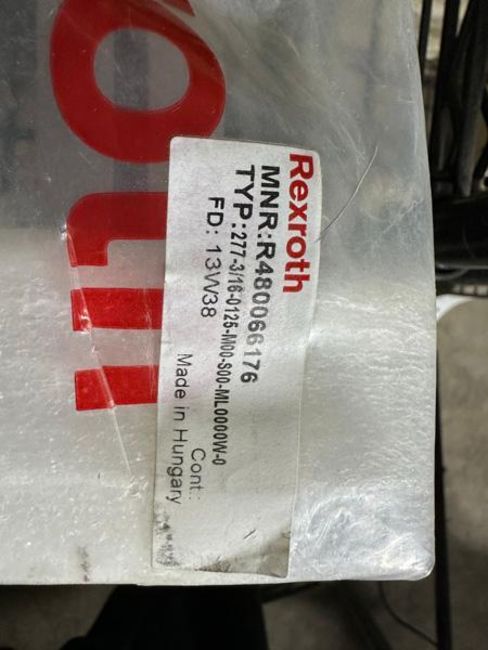 Rexroth
MNR:R480066176
TYP:277-3/16-0125-M00-S00-ML0000W-0
FD: 13W38
Cont.:
Made in Hungary